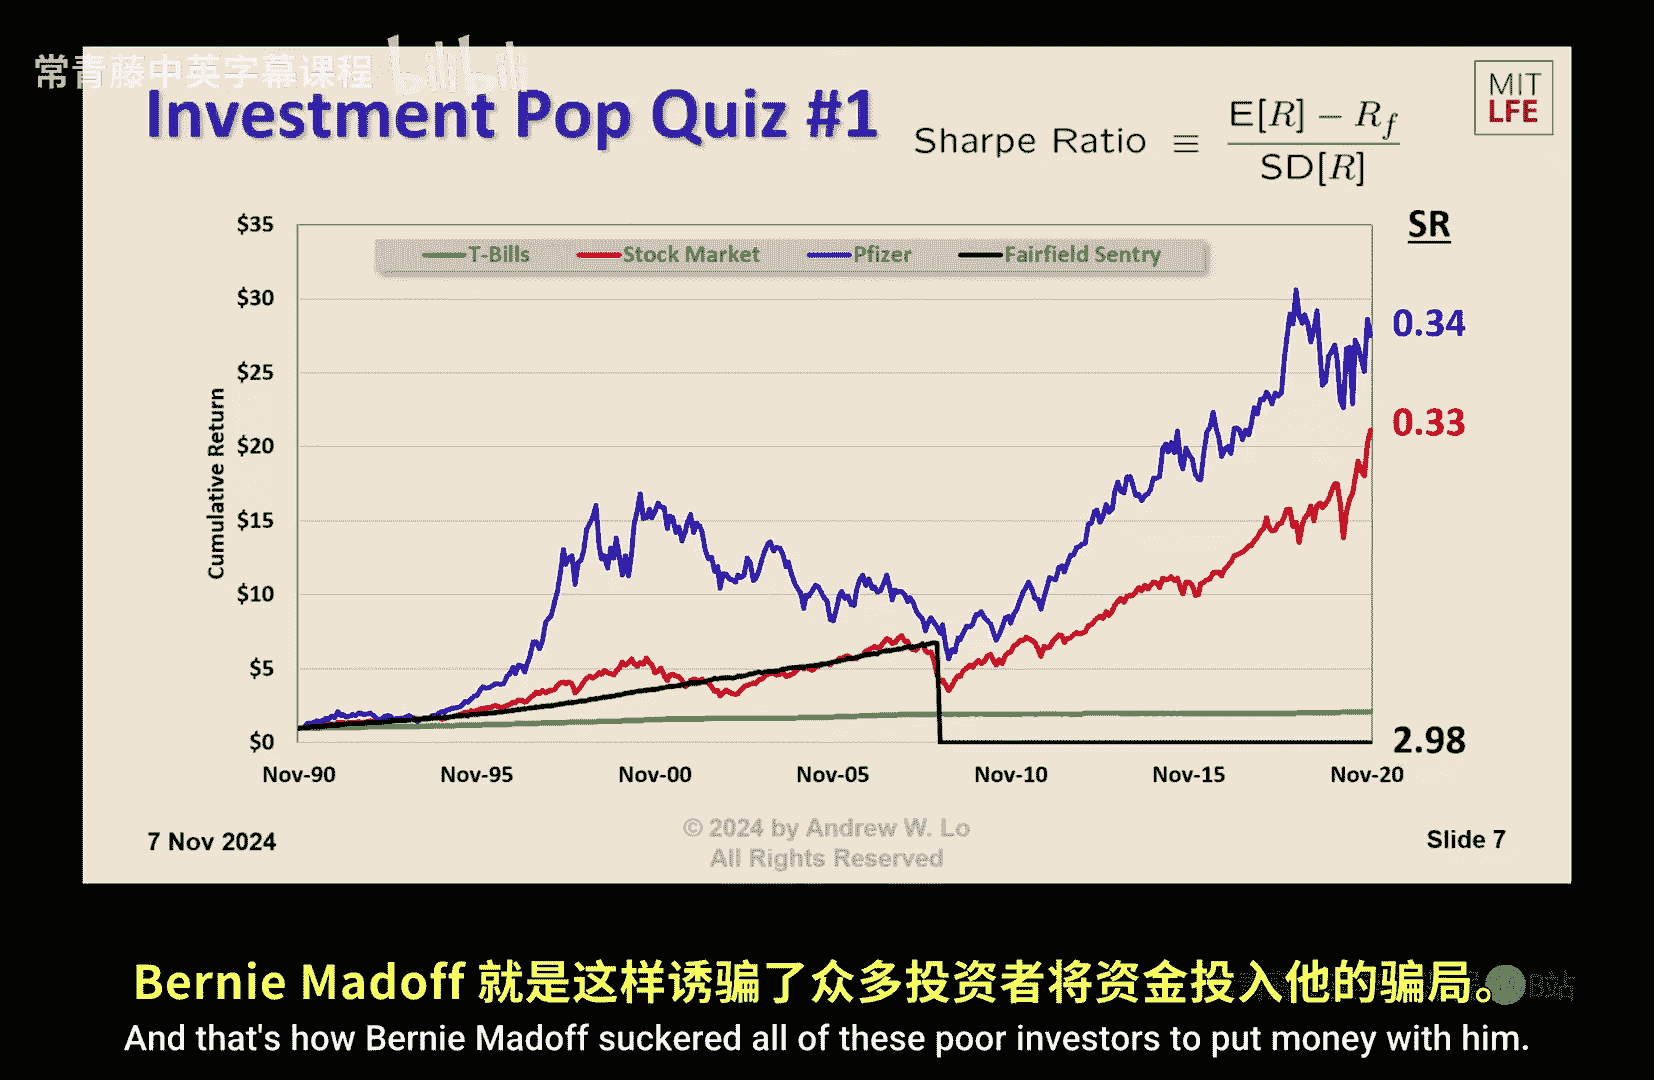 常青藤中英字幕课程 bilibili
Investment Pop Quiz #1
Sharpe Ratio ≡ E[R] − R_f / SD[R]
MIT
LFE
SR
$35
T-Bills Stock Market Pfizer Fairfield Sentry
$30
0.34
$25
0.33
$20
$15
$10
$5
$0
2.98
Cumulative Return
Nov-90 Nov-95 Nov-00 Nov-05 Nov-10 Nov-15 Nov-20
7 Nov 2024
© 2024 by Andrew W. Lo
All Rights Reserved
Slide 7
Bernie Madoff 就是这样诱骗了众多投资者将资金投入他的骗局。
B站
And that's how Bernie Madoff suckered all of these poor investors to put money with him.